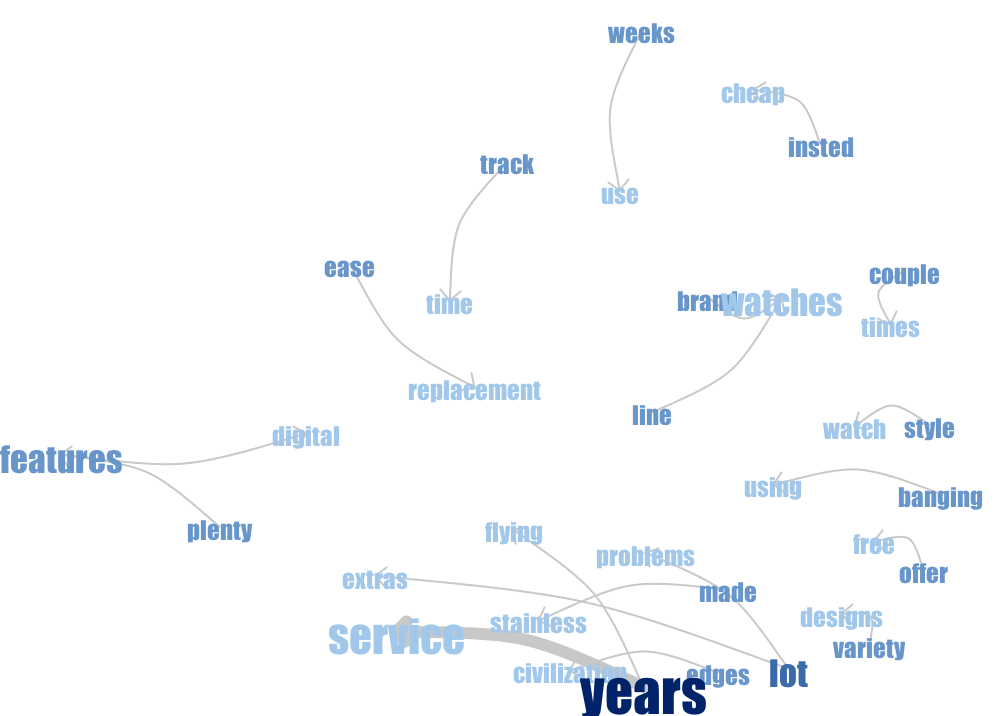 weeks
cheap
insted
track
use
ease
couple
time
brand watches
times
replacement
line
digital
watch style
features
using
banging
plenty
flying
free
problems
offer
extras
made
designs
stainless
service
variety
civilization
edges
lot
years